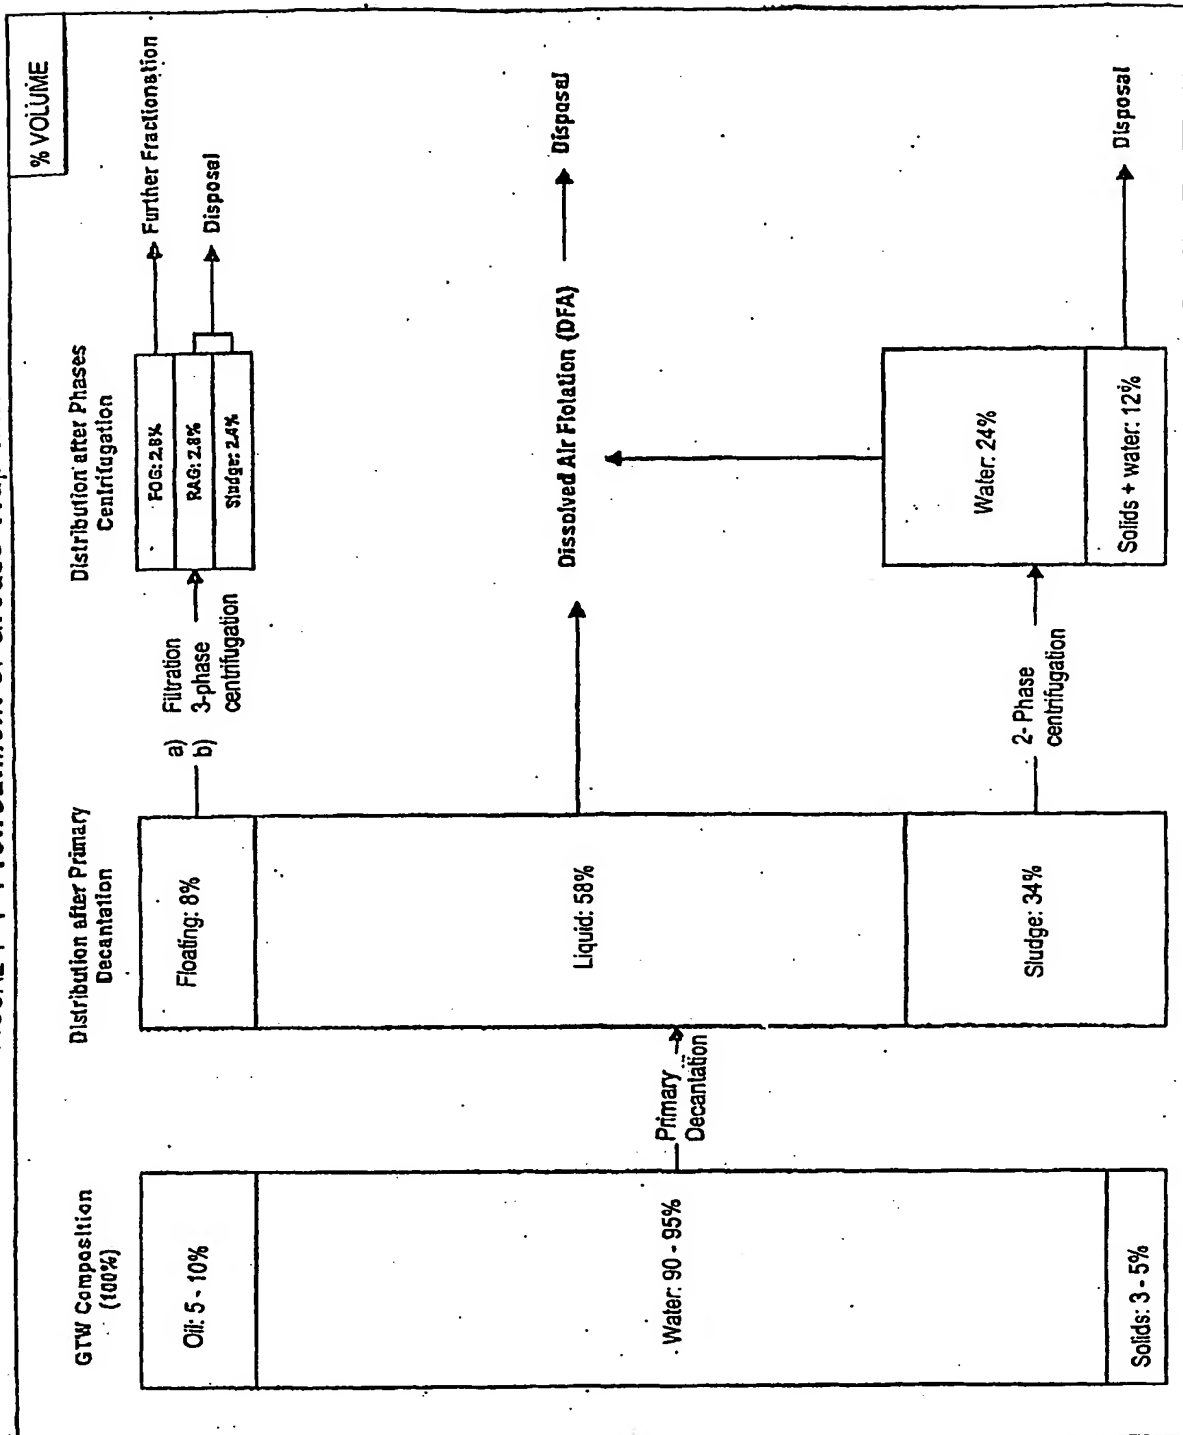 % VOLUME
GTW Composition
(100%)
Oil: 5 - 10%
Water: 90 - 95%
Solids: 3 - 5%
Primary
Decantation
Distribution after Primary
Decantation
Floating: 8%
Liquid: 58%
Sludge: 34%
a) Filtration
b) 3-phase
centrifugation
2- Phase
centrifugation
Distribution after Phases
Centrifugation
FOG: 2.8%
RAG: 2.8%
Sludge: 2.4%
Further Fractionation
Disposal
Dissolved Air Flotation (DFA)
Disposal
Water: 24%
Solids + water: 12%
Disposal